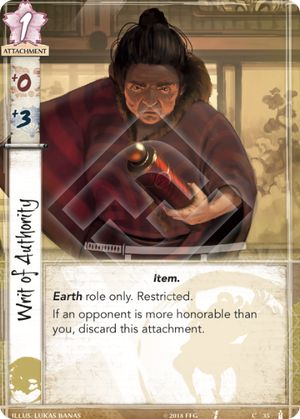 1
ATTACHMENT
+0
+3
Writ of Authority
Item.
Earth role only. Restricted.
If an opponent is more honorable than
you, discard this attachment.
ILLUS: LUKAS BANAS
©2018 FFG
C
35